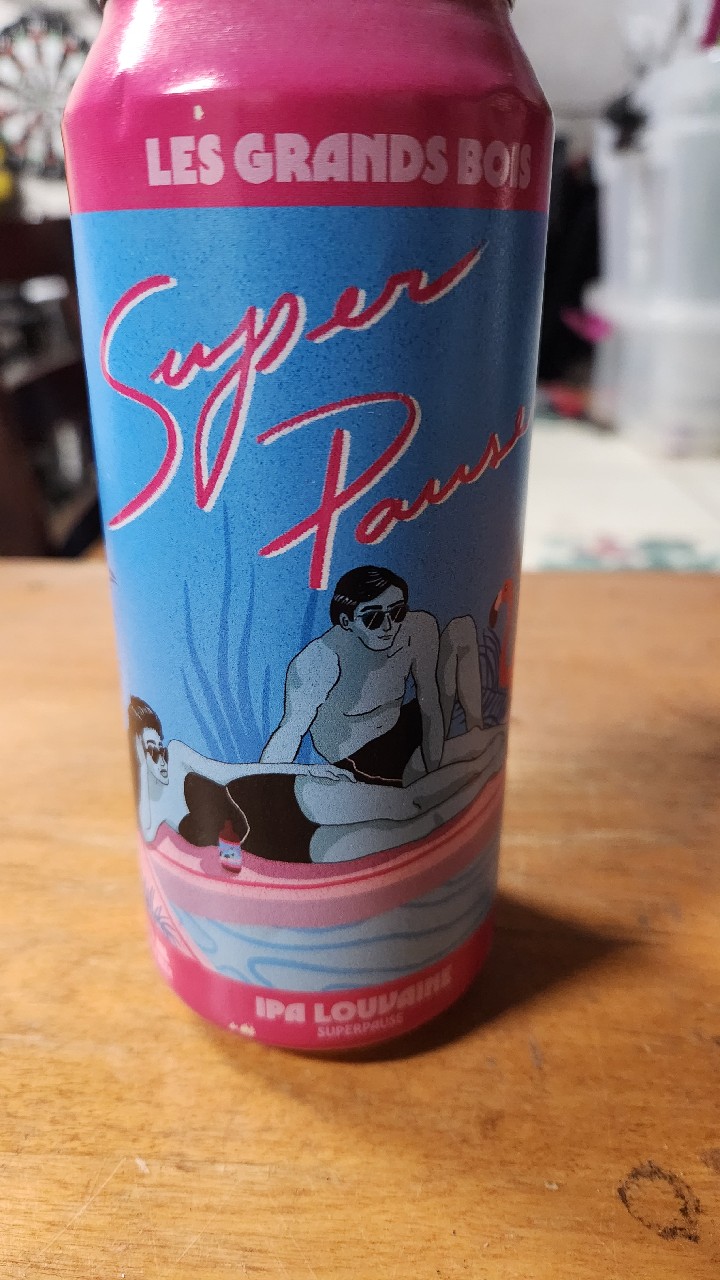 LES GRANDS BOIS
Super
Pause
IPA LOUVAINE
SUPERPAUSE